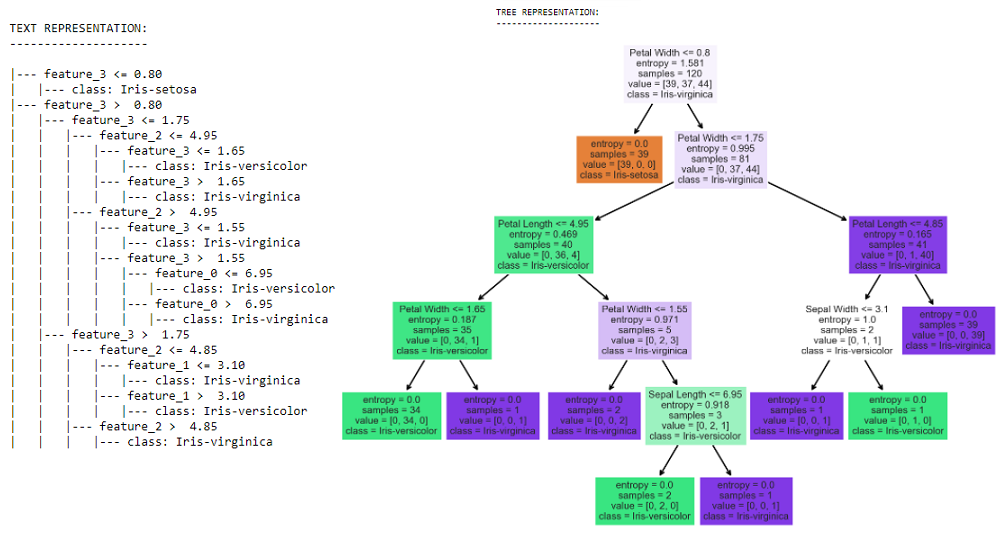 TEXT REPRESENTATION:
--------------------
|--- feature_3 <= 0.80
|   |--- class: Iris-setosa
|--- feature_3 >  0.80
|   |--- feature_3 <= 1.75
|   |   |--- feature_2 <= 4.95
|   |   |   |--- feature_3 <= 1.65
|   |   |   |   |--- class: Iris-versicolor
|   |   |   |--- feature_3 >  1.65
|   |   |   |   |--- class: Iris-virginica
|   |   |--- feature_2 >  4.95
|   |   |   |--- feature_3 <= 1.55
|   |   |   |   |--- class: Iris-virginica
|   |   |   |--- feature_3 >  1.55
|   |   |   |   |--- feature_0 <= 6.95
|   |   |   |   |   |--- class: Iris-versicolor
|   |   |   |   |--- feature_0 >  6.95
|   |   |   |   |   |--- class: Iris-virginica
|   |--- feature_3 >  1.75
|   |   |--- feature_2 <= 4.85
|   |   |   |--- feature_1 <= 3.10
|   |   |   |   |--- class: Iris-virginica
|   |   |   |--- feature_1 >  3.10
|   |   |   |   |--- class: Iris-versicolor
|   |   |--- feature_2 >  4.85
|   |   |   |--- class: Iris-virginica
TREE REPRESENTATION:
--------------------
Petal Width <= 0.8
entropy = 1.581
samples = 120
value = [39, 37, 44]
class = Iris-virginica
entropy = 0.0
samples = 39
value = [39, 0, 0]
class = Iris-setosa
Petal Width <= 1.75
entropy = 0.995
samples = 81
value = [0, 37, 44]
class = Iris-virginica
Petal Length <= 4.95
entropy = 0.469
samples = 40
value = [0, 36, 4]
class = Iris-versicolor
Petal Length <= 4.85
entropy = 0.165
samples = 41
value = [0, 1, 40]
class = Iris-virginica
Petal Width <= 1.65
entropy = 0.187
samples = 35
value = [0, 34, 1]
class = Iris-versicolor
Petal Width <= 1.55
entropy = 0.971
samples = 5
value = [0, 2, 3]
class = Iris-virginica
Sepal Width <= 3.1
entropy = 1.0
samples = 2
value = [0, 1, 1]
class = Iris-versicolor
entropy = 0.0
samples = 39
value = [0, 0, 39]
class = Iris-virginica
entropy = 0.0
samples = 34
value = [0, 34, 0]
class = Iris-versicolor
entropy = 0.0
samples = 1
value = [0, 0, 1]
class = Iris-virginica
entropy = 0.0
samples = 2
value = [0, 0, 2]
class = Iris-virginica
Sepal Length <= 6.95
entropy = 0.918
samples = 3
value = [0, 2, 1]
class = Iris-versicolor
entropy = 0.0
samples = 1
value = [0, 0, 1]
class = Iris-virginica
entropy = 0.0
samples = 1
value = [0, 1, 0]
class = Iris-versicolor
entropy = 0.0
samples = 2
value = [0, 2, 0]
class = Iris-versicolor
entropy = 0.0
samples = 1
value = [0, 0, 1]
class = Iris-virginica